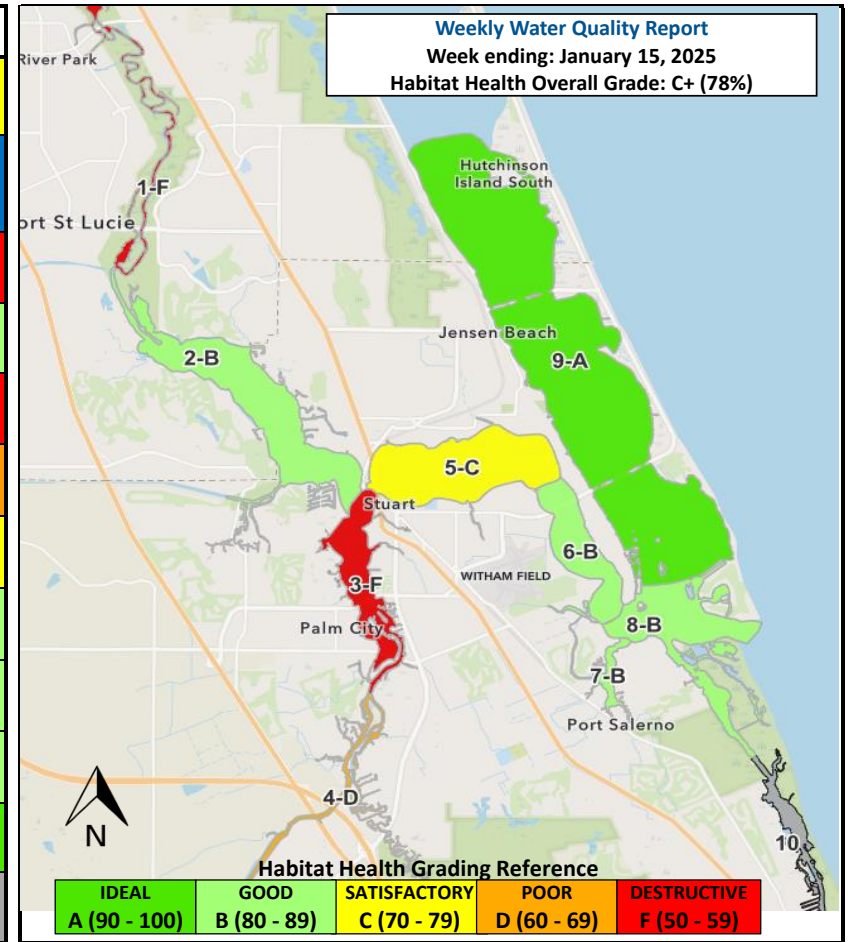 Weekly Water Quality Report
Week ending: January 15, 2025
Habitat Health Overall Grade: C+ (78%)
River Park
Hutchinson
Island South
1-F
ort St Lucie
Jensen Beach
2-B
9-A
5-C
Stuart
6-B
WITHAM FIELD
3-F
Palm City
8-B
7-B
Port Salerno
4-D
N
10
Habitat Health Grading Reference
IDEAL
A (90 - 100)
GOOD
B (80 - 89)
SATISFACTORY
C (70 - 79)
POOR
D (60 - 69)
DESTRUCTIVE
F (50 - 59)